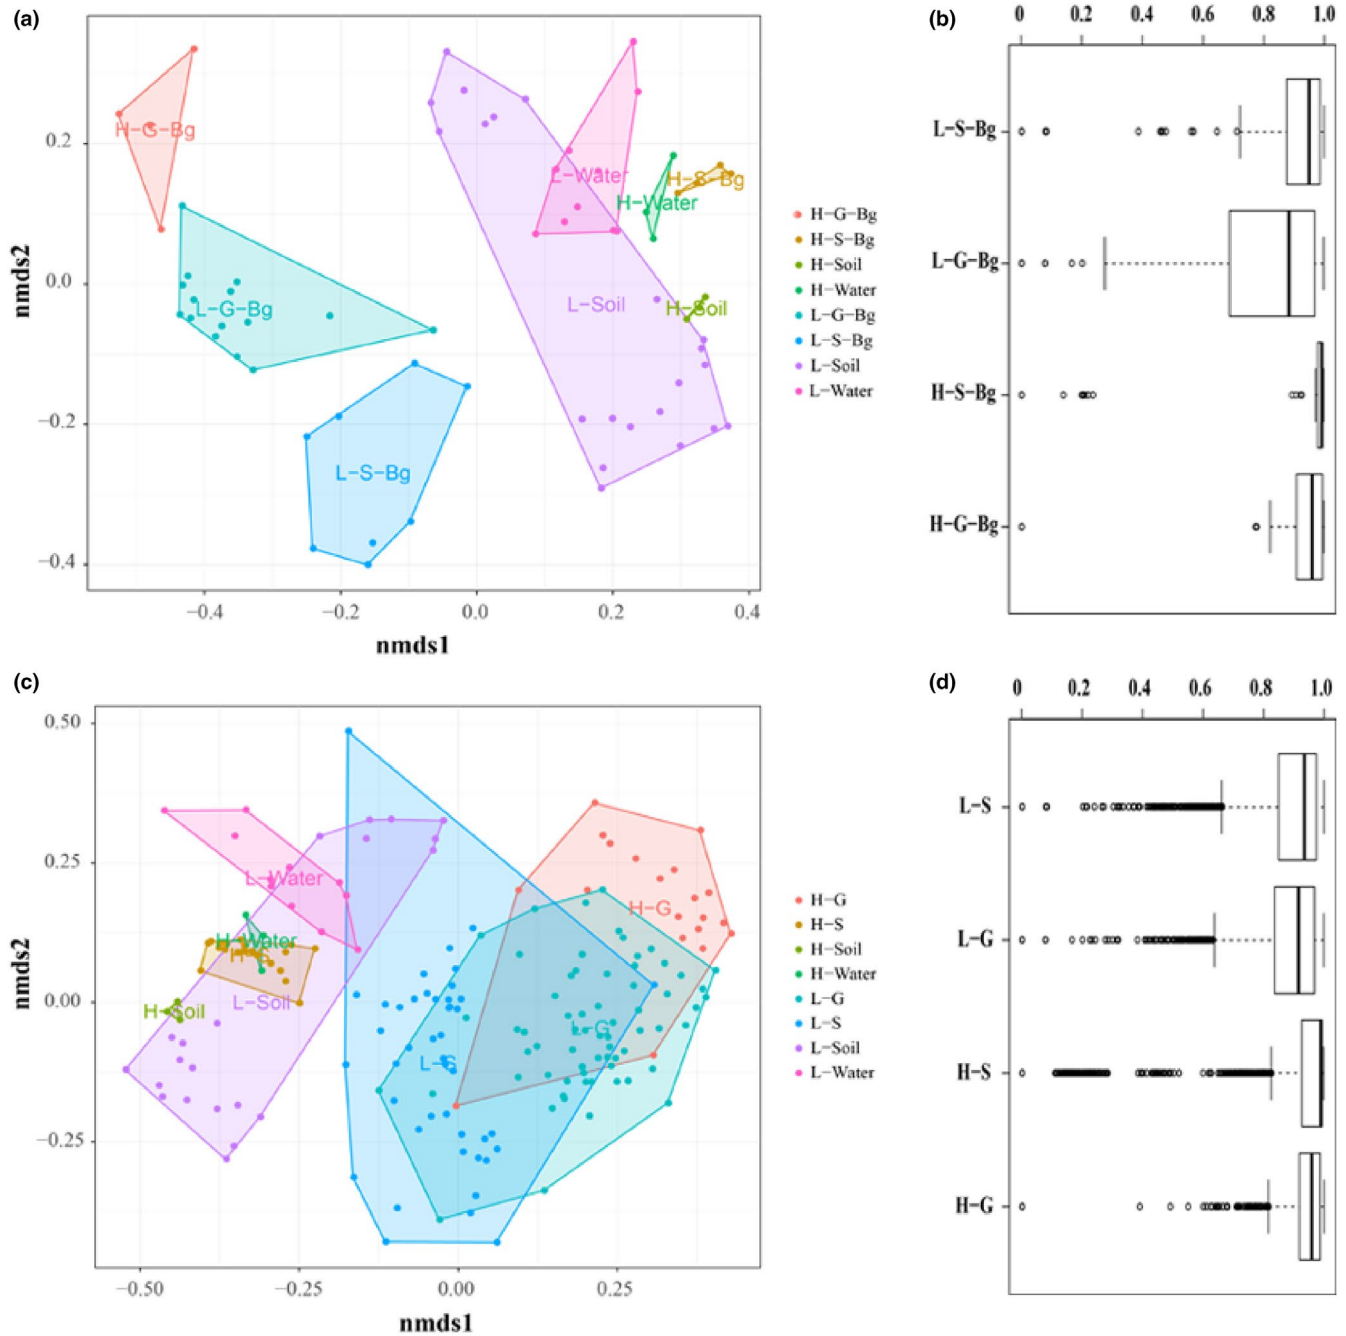 (a)
0.2
0.0
−0.2
−0.4
nmds2
−0.4
−0.2
0.0
0.2
0.4
nmds1
H−G−Bg
L−G−Bg
L−S−Bg
L−Soil
L−Water
H−Water
H−S−Bg
H−Soil
H−G−Bg
H−S−Bg
H−Soil
H−Water
L−G−Bg
L−S−Bg
L−Soil
L−Water
(b)
0 0.2 0.4 0.6 0.8 1.0
L−S−Bg
L−G−Bg
H−S−Bg
H−G−Bg
(c)
0.50
0.25
0.00
−0.25
nmds2
−0.50
−0.25
0.00
0.25
nmds1
L−Water
H−Water
H−S
L−Soil
H−Soil
L−S
L−G
H−G
H−G
H−S
H−Soil
H−Water
L−G
L−S
L−Soil
L−Water
(d)
0 0.2 0.4 0.6 0.8 1.0
L−S
L−G
H−S
H−G